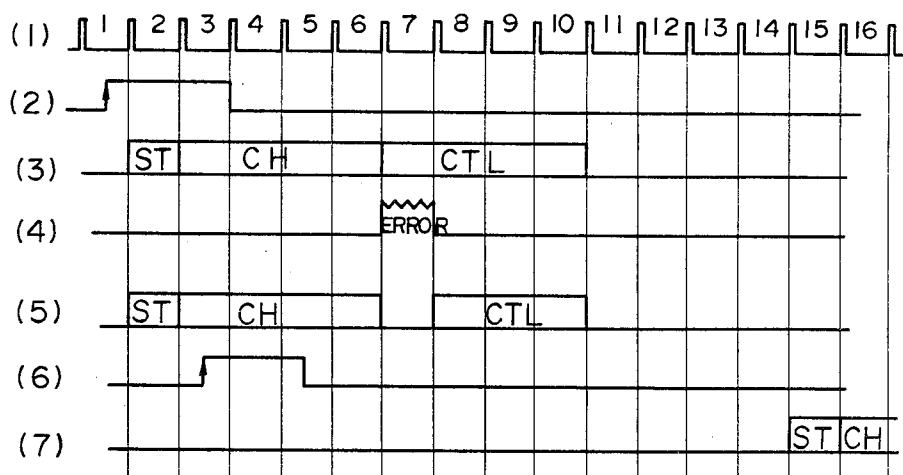 (1) 1 2 3 4 5 6 7 8 9 10 11 12 13 14 15 16
(2)
(3) ST CH CTL
(4) ERROR
(5) ST CH CTL
(6)
(7) ST CH